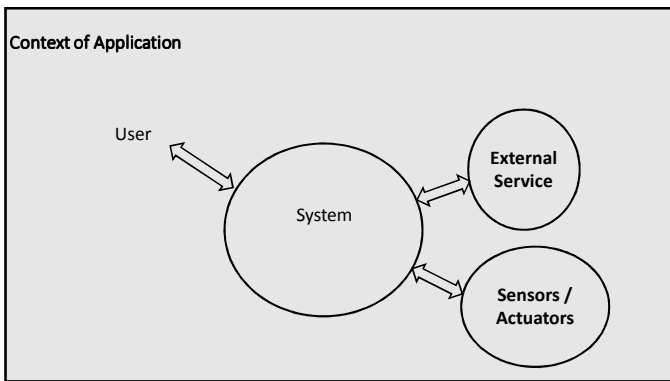 Context of Application
User
System
External
Service
Sensors /
Actuators